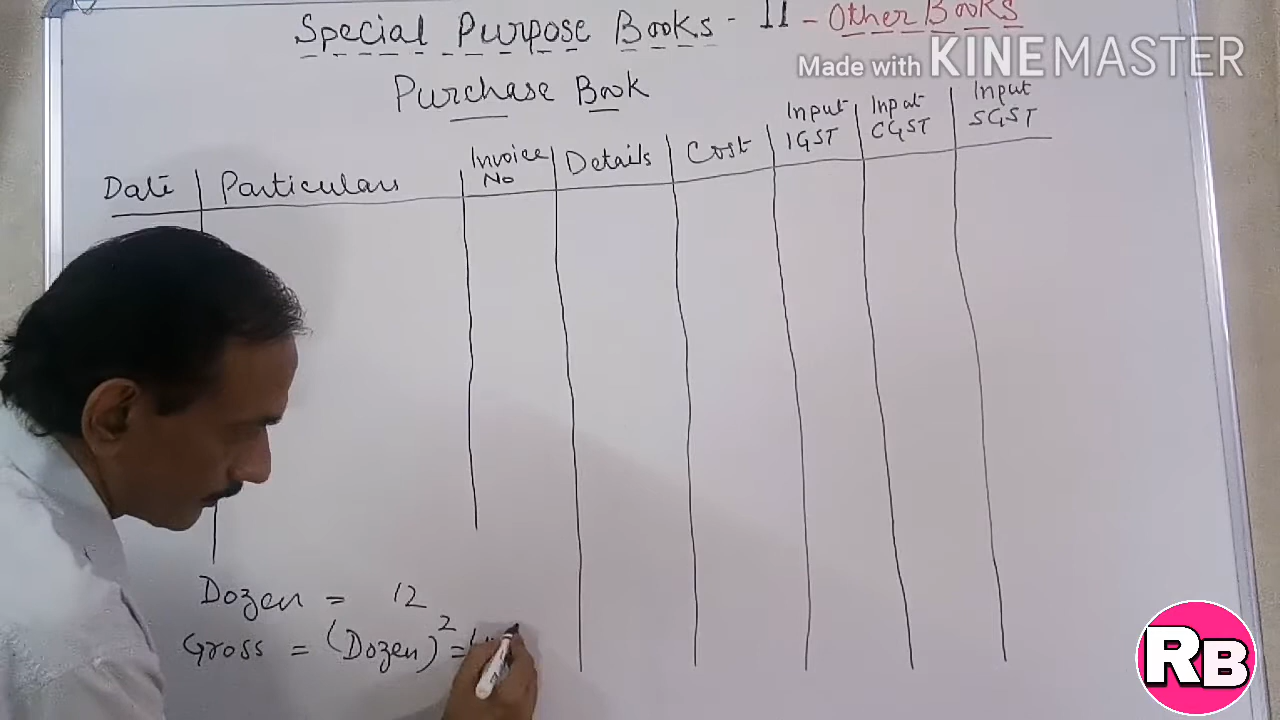 Special Purpose Books - II - Other Books
Made with KINEMASTER
Purchase Book
Date Particulars Invoice No Details Cost Input IGST Input CGST Input SGST
Dozen = 12
Gross = (Dozen)2 =
RB